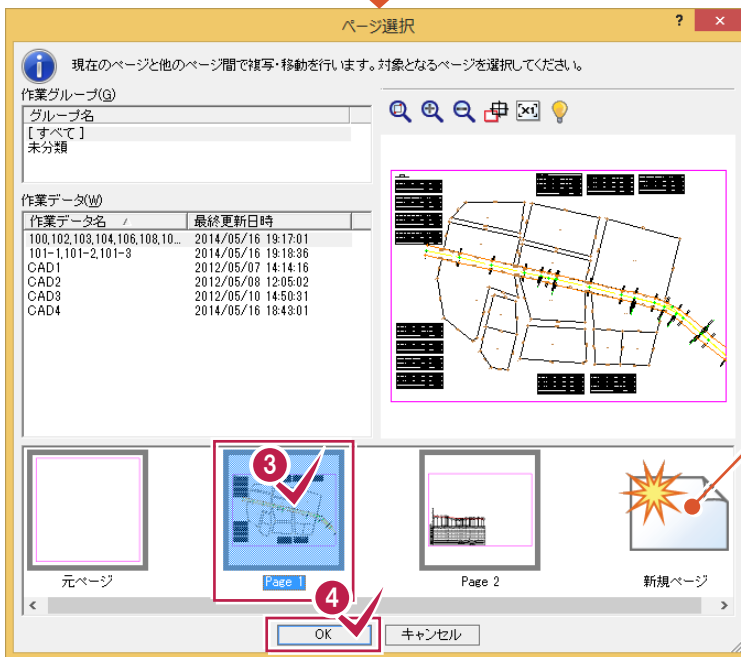 ページ選択
? ×
現在のページと他のページ間で複写・移動を行います。対象となるページを選択してください。
作業グループ(G)
グループ名
[すべて]
未分類
作業データ(W)
作業データ名 最終更新日時
100,102,103,104,106,108,10... 2014/05/16 19:17:01
101-1,101-2,101-3 2014/05/16 19:18:36
CAD1 2012/05/07 14:14:16
CAD2 2012/05/08 12:05:02
CAD3 2012/05/10 14:50:31
CAD4 2014/05/16 18:43:01
3
元ページ Page 1 Page 2 新規ページ
4
OK キャンセル